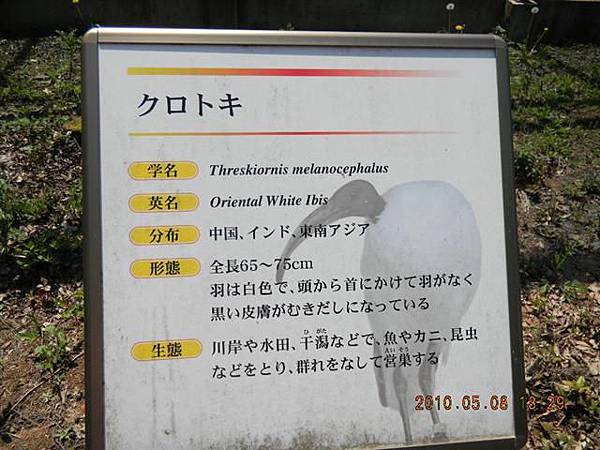 クロトキ
学名 Threskiornis melanocephalus
英名 Oriental White Ibis
分布 中国、インド、東南アジア
形態 全長65～75cm
羽は白色で、頭から首にかけて羽がなく
黒い皮膚がむきだしになっている
生態 川岸や水田、干潟などで、魚やカニ、昆虫
などをとり、群れをなして営巣する
2010.05.08 13:29